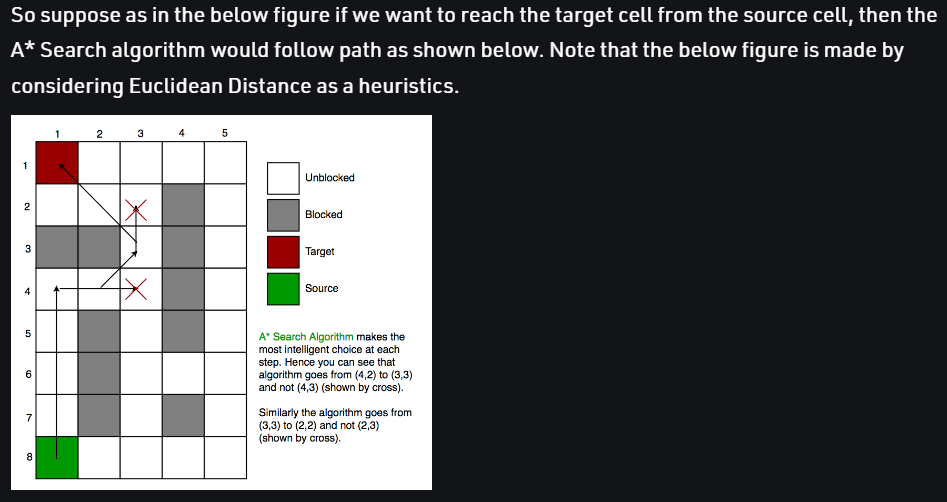 So suppose as in the below figure if we want to reach the target cell from the source cell, then the
A* Search algorithm would follow path as shown below. Note that the below figure is made by
considering Euclidean Distance as a heuristics.
1 2 3 4 5
1
2
3
4
5
6
7
8
Unblocked
Blocked
Target
Source
A* Search Algorithm makes the
most intelligent choice at each
step. Hence you can see that
algorithm goes from (4,2) to (3,3)
and not (4,3) (shown by cross).
Similarly the algorithm goes from
(3,3) to (2,2) and not (2,3)
(shown by cross).